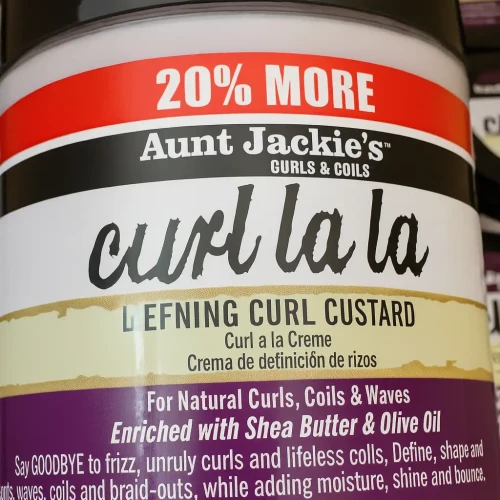 20% MORE
Aunt Jackie's™
CURLS & COILS
curl la la
DEFNING CURL CUSTARD
Curl a la Creme
Crema de definición de rizos
For Natural Curls, Coils & Waves
Enriched with Shea Butter & Olive Oil
Say GOODBYE to frizz, unruly curls and lifeless colls, Define, shape and
waves, coils and braid-outs, while adding moisture, shine and bounce.